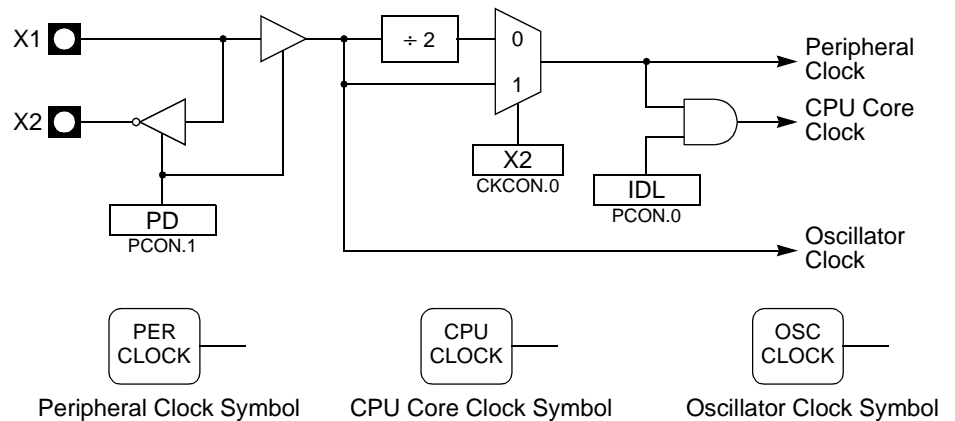 X1
÷ 2
0
Peripheral
Clock
1
X2
CPU Core
Clock
X2
CKCON.0
IDL
PCON.0
PD
PCON.1
Oscillator
Clock
PER
CLOCK
CPU
CLOCK
OSC
CLOCK
Peripheral Clock Symbol
CPU Core Clock Symbol
Oscillator Clock Symbol